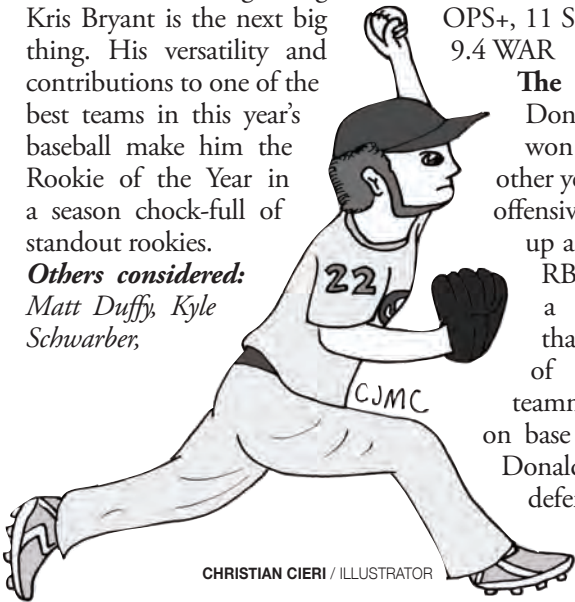 Kris Bryant is the next big
thing. His versatility and
contributions to one of the
best teams in this year's
baseball make him the
Rookie of the Year in
a season chock-full of
standout rookies.
Others considered:
Matt Duffy, Kyle
Schwarber,
22
CJMC
CHRISTIAN CIERI / ILLUSTRATOR
OPS+, 11 S
9.4 WAR
The
Don
won
other ye
offensiv
up a
RB
a
tha
of
teamn
on base
Donald
defe